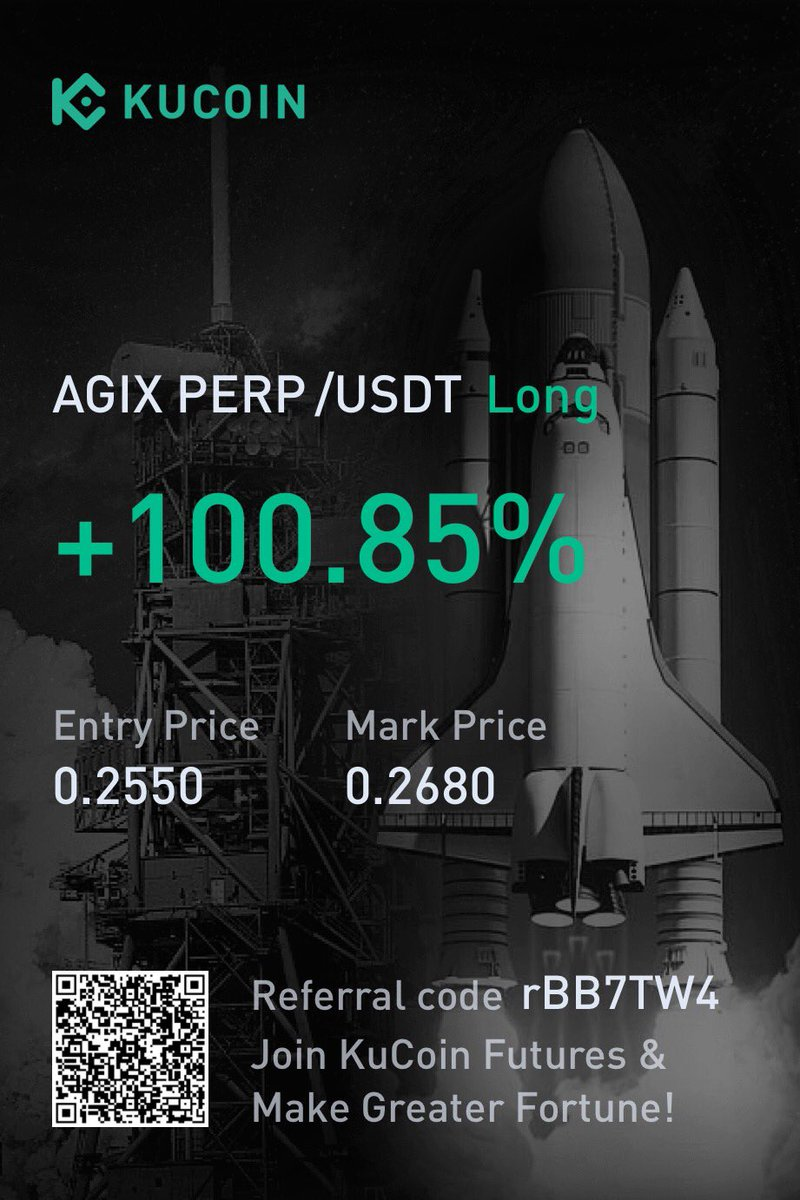 KUCOIN
AGIX PERP /USDT Long
+100.85%
Entry Price Mark Price
0.2550 0.2680
Referral code rBB7TW4
Join KuCoin Futures &
Make Greater Fortune!